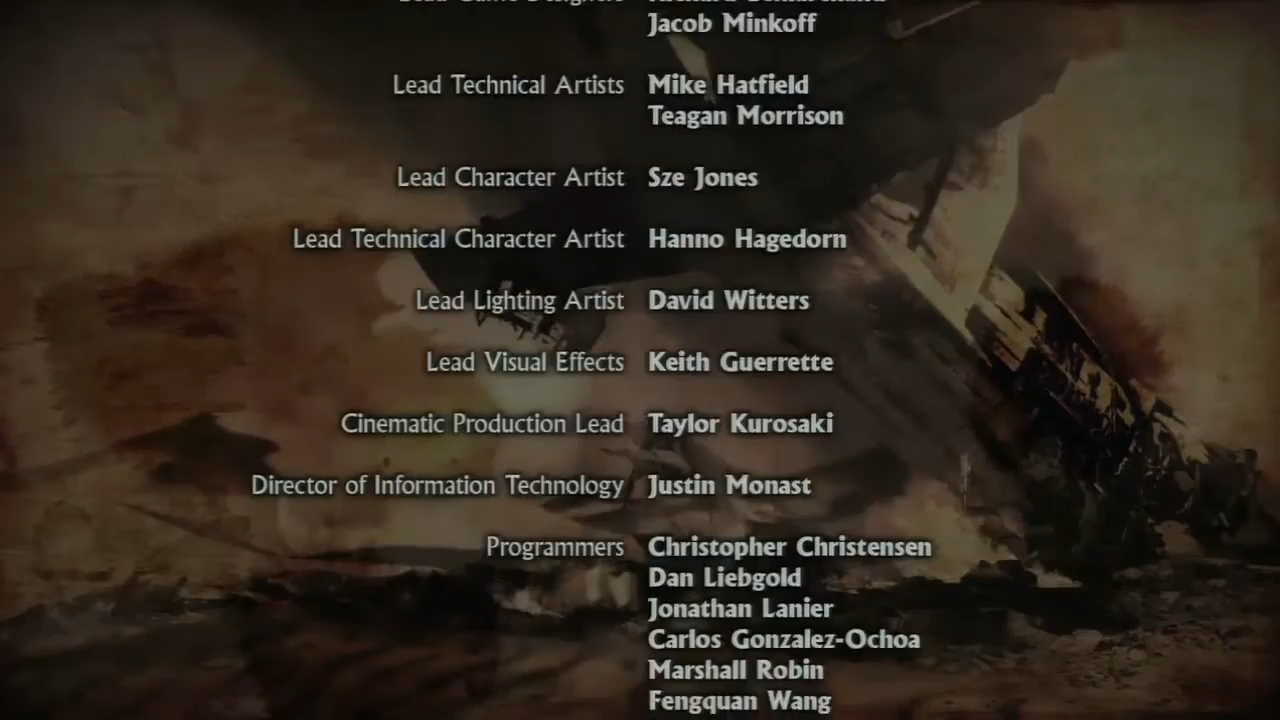 Jacob Minkoff
Lead Technical Artists Mike Hatfield
Teagan Morrison
Lead Character Artist Sze Jones
Lead Technical Character Artist Hanno Hagedorn
Lead Lighting Artist David Witters
Lead Visual Effects Keith Guerrette
Cinematic Production Lead Taylor Kurosaki
Director of Information Technology Justin Monast
Programmers Christopher Christensen
Dan Liebgold
Jonathan Lanier
Carlos Gonzalez-Ochoa
Marshall Robin
Fengquan Wang